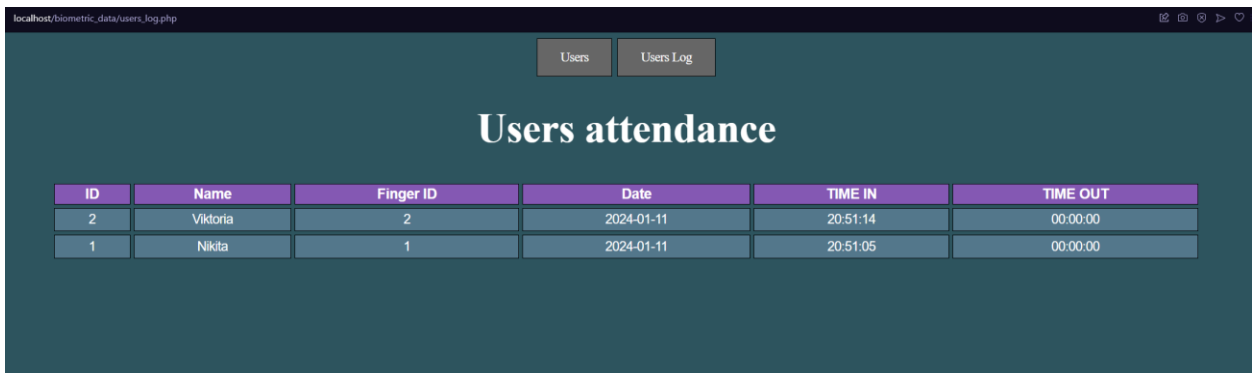 localhost/biometric_data/users_log.php
Users Users Log
Users attendance
ID Name Finger ID Date TIME IN TIME OUT
2 Viktoria 2 2024-01-11 20:51:14 00:00:00
1 Nikita 1 2024-01-11 20:51:05 00:00:00